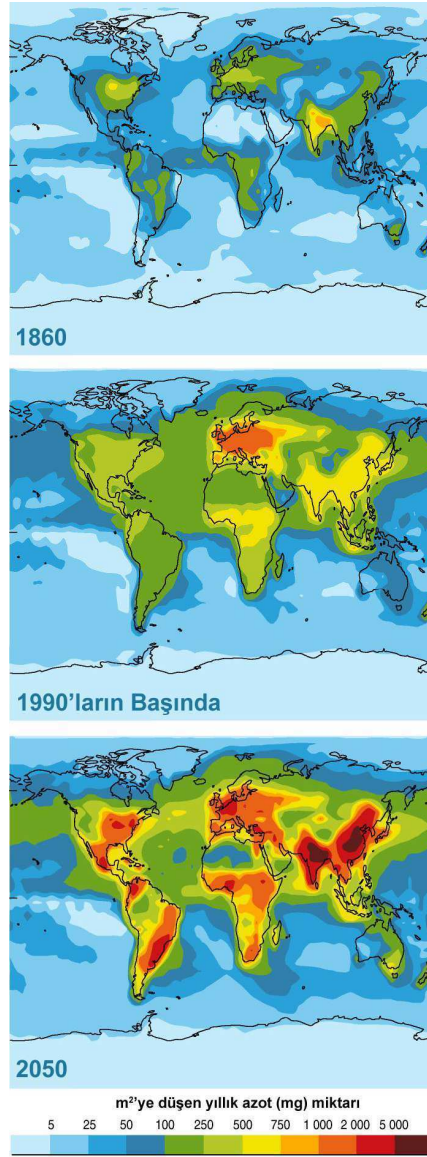 1860
1990'ların Başında
2050
m²'ye düşen yıllık azot (mg) miktarı
5 25 50 100 250 500 750 1 000 2 000 5 000